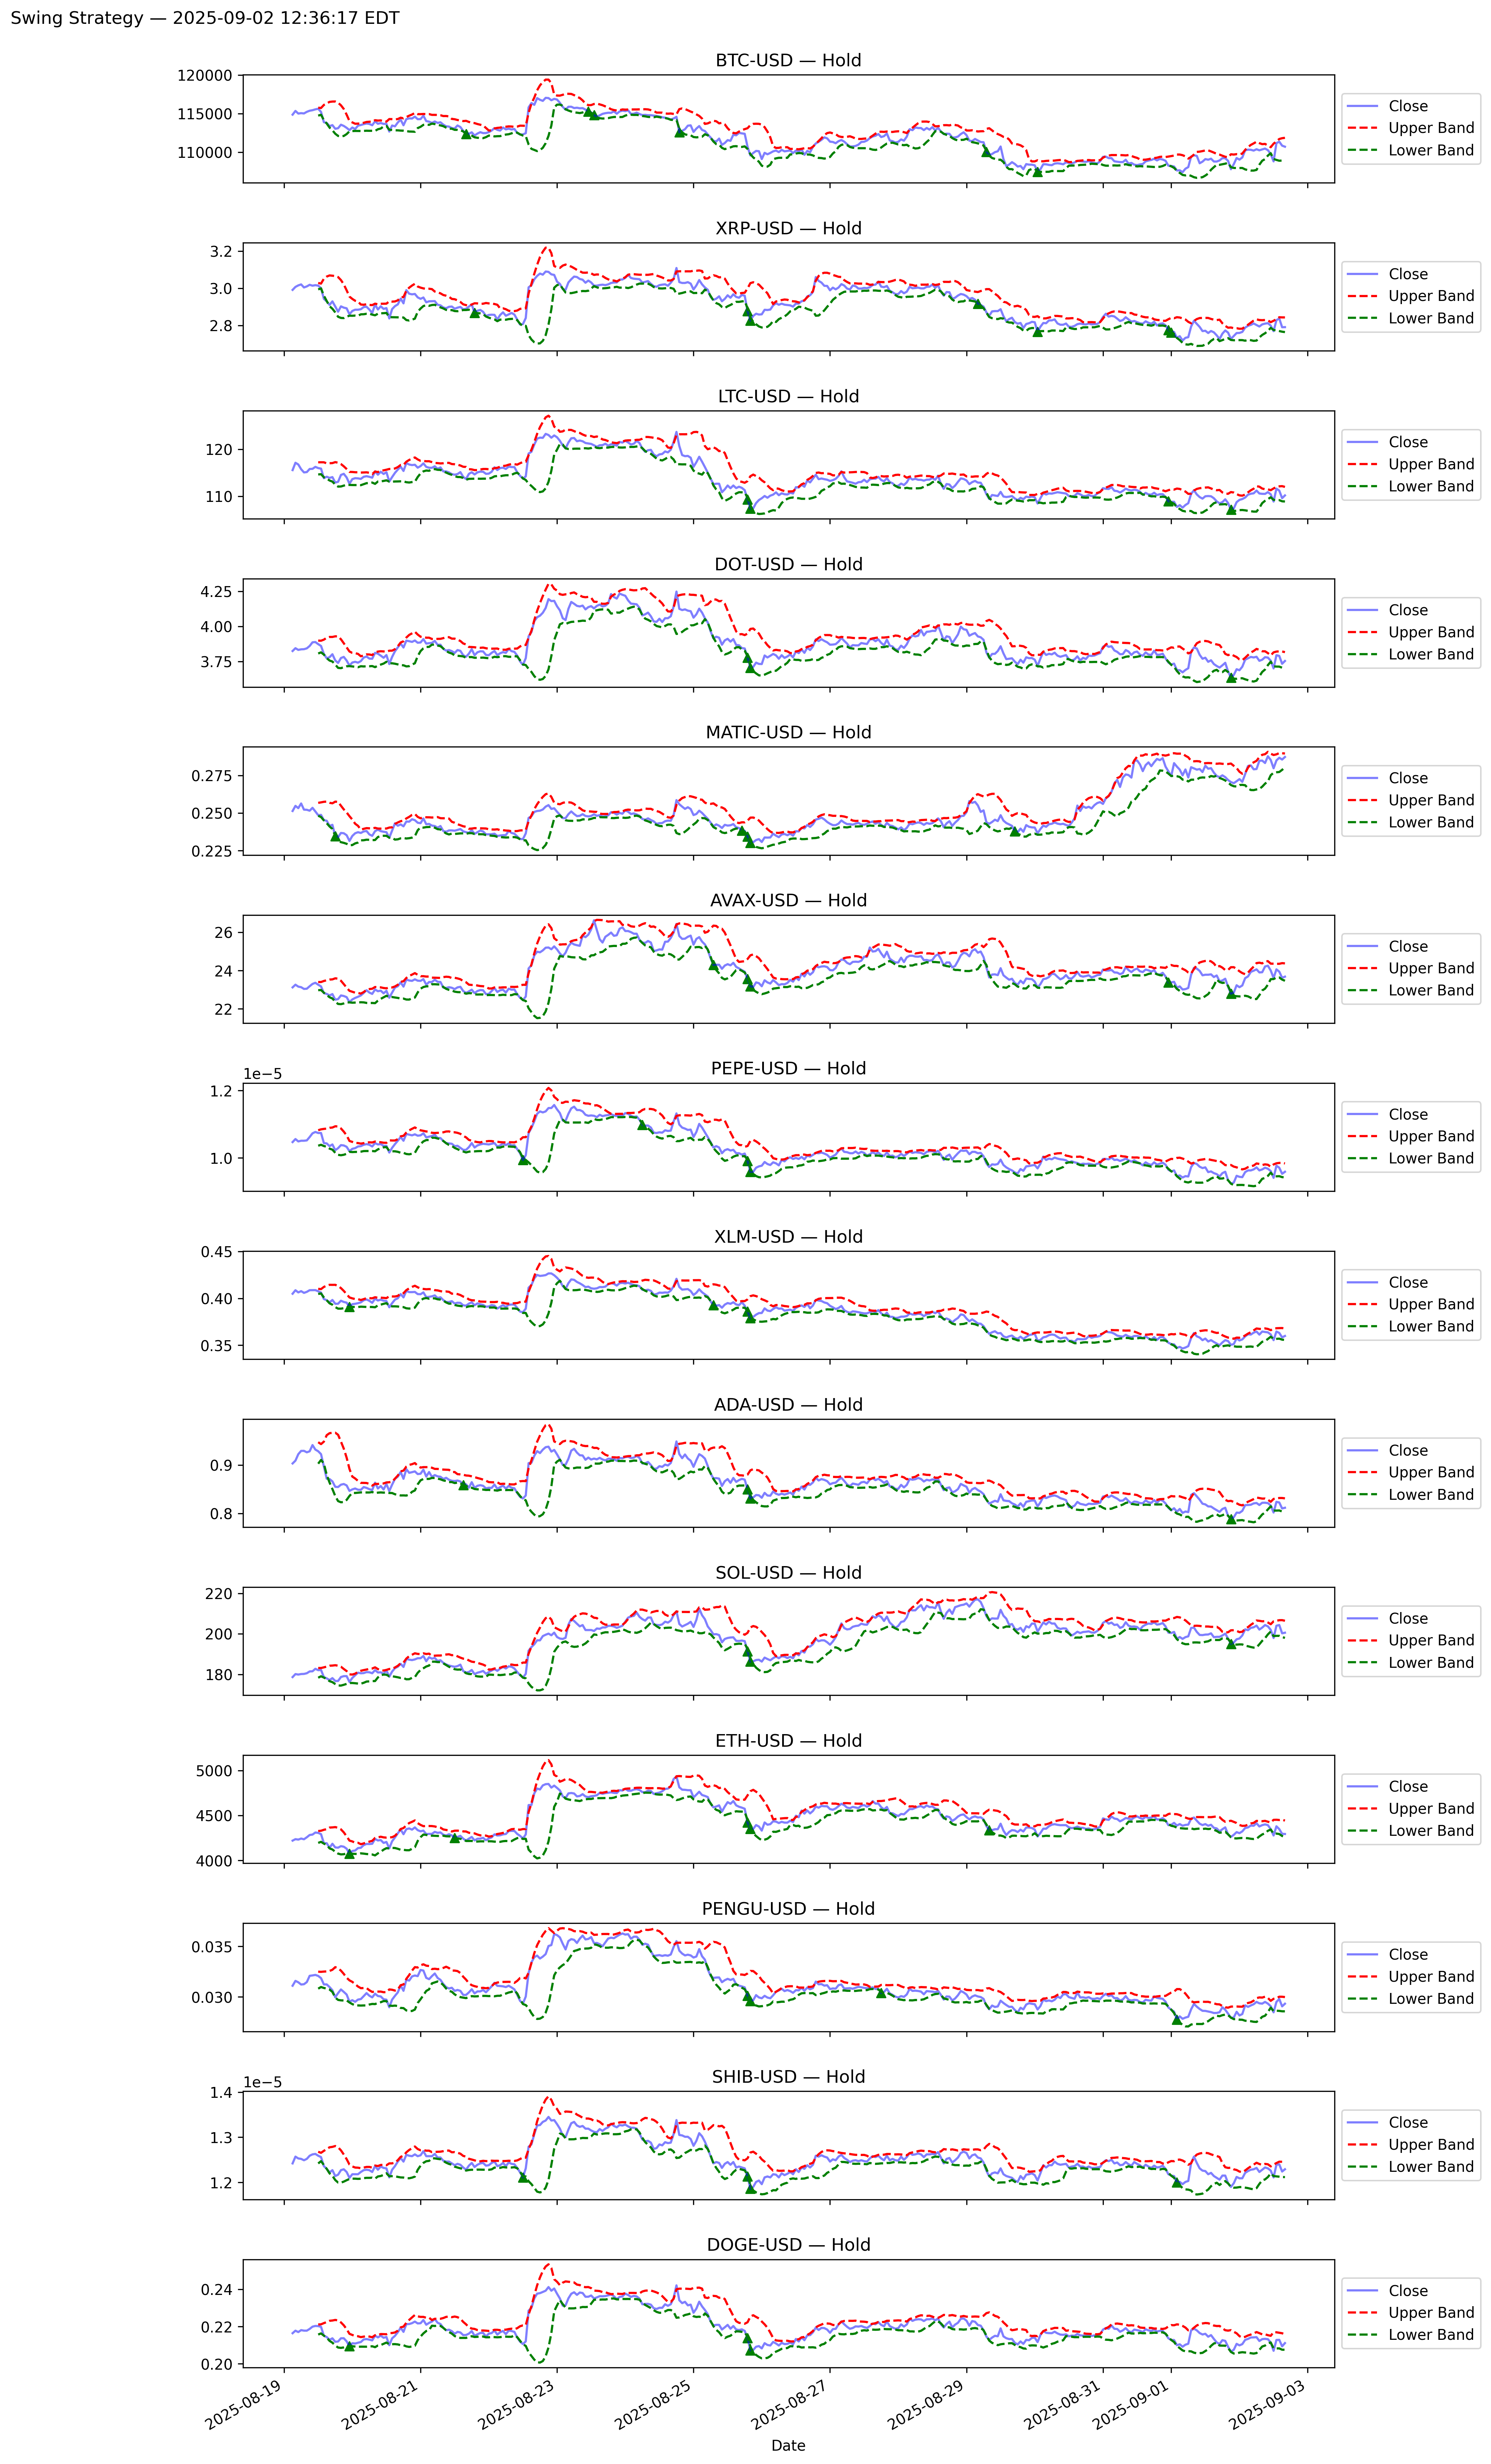 Swing Strategy — 2025-09-02 12:36:17 EDT
BTC-USD — Hold
120000
115000
110000
Close
Upper Band
Lower Band
XRP-USD — Hold
3.2
3.0
2.8
Close
Upper Band
Lower Band
LTC-USD — Hold
120
110
Close
Upper Band
Lower Band
DOT-USD — Hold
4.25
4.00
3.75
Close
Upper Band
Lower Band
MATIC-USD — Hold
0.275
0.250
0.225
Close
Upper Band
Lower Band
AVAX-USD — Hold
26
24
22
Close
Upper Band
Lower Band
PEPE-USD — Hold
1e−5
1.2
1.0
Close
Upper Band
Lower Band
XLM-USD — Hold
0.45
0.40
0.35
Close
Upper Band
Lower Band
ADA-USD — Hold
0.9
0.8
Close
Upper Band
Lower Band
SOL-USD — Hold
220
200
180
Close
Upper Band
Lower Band
ETH-USD — Hold
5000
4500
4000
Close
Upper Band
Lower Band
PENGU-USD — Hold
0.035
0.030
Close
Upper Band
Lower Band
SHIB-USD — Hold
1e−5
1.4
1.3
1.2
Close
Upper Band
Lower Band
DOGE-USD — Hold
0.24
0.22
0.20
Close
Upper Band
Lower Band
2025-08-19
2025-08-21
2025-08-23
2025-08-25
2025-08-27
2025-08-29
2025-08-31
2025-09-01
2025-09-03
Date